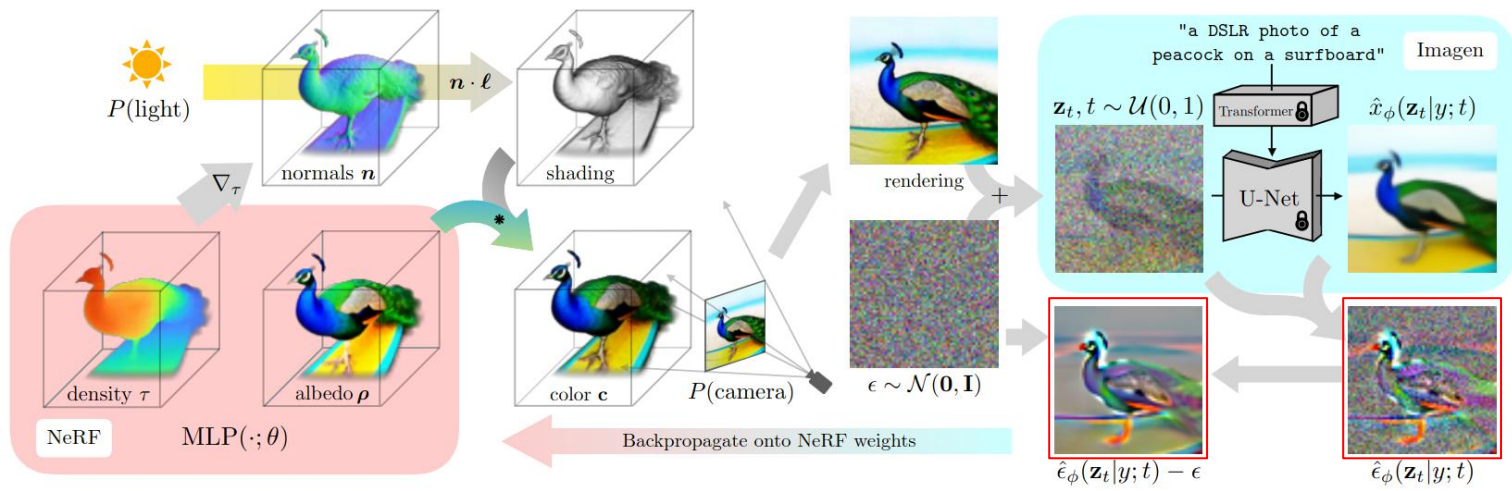 P(light)
n · ℓ
normals n
shading
∇τ
*
density τ
albedo ρ
NeRF
MLP(·; θ)
color c
P(camera)
rendering
+
ϵ ∼ N(0, I)
"a DSLR photo of a
peacock on a surfboard"
Imagen
z_t, t ∼ U(0, 1)
Transformer
x̂_ϕ(z_t|y; t)
U-Net
Backpropagate onto NeRF weights
ϵ̂_ϕ(z_t|y; t) − ϵ
ϵ̂_ϕ(z_t|y; t)